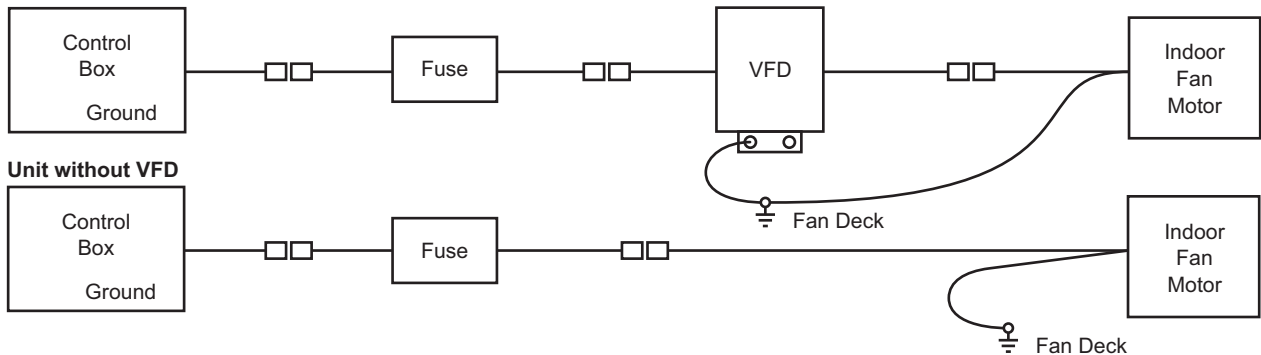 Control
Box
Ground
Fuse
VFD
Indoor
Fan
Motor
Fan Deck
Unit without VFD
Control
Box
Ground
Fuse
Indoor
Fan
Motor
Fan Deck